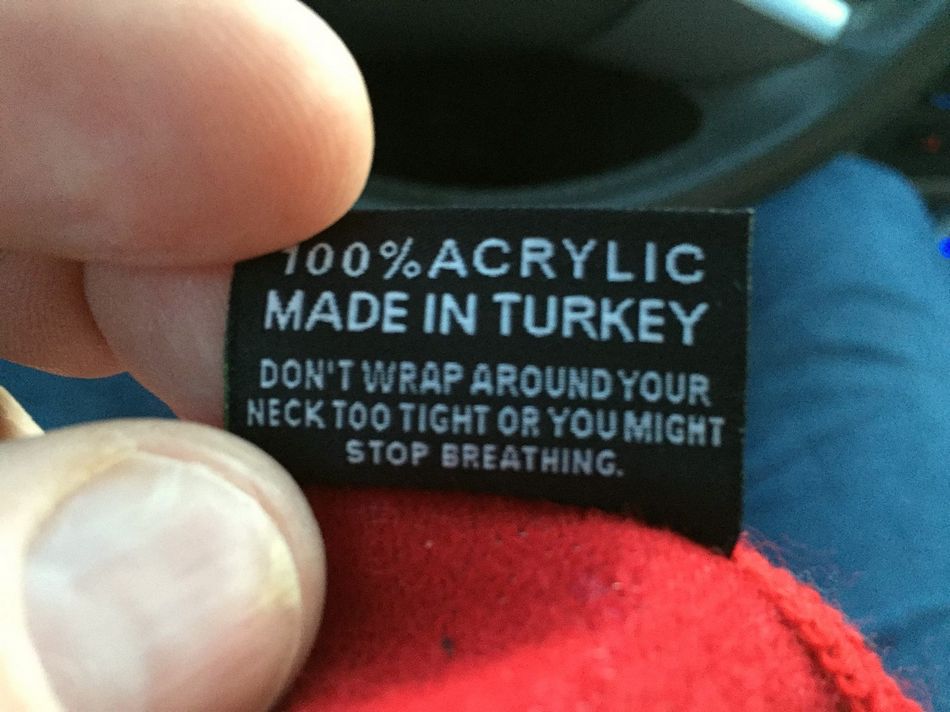 100% ACRYLIC
MADE IN TURKEY
DON'T WRAP AROUND YOUR
NECK TOO TIGHT OR YOU MIGHT
STOP BREATHING.